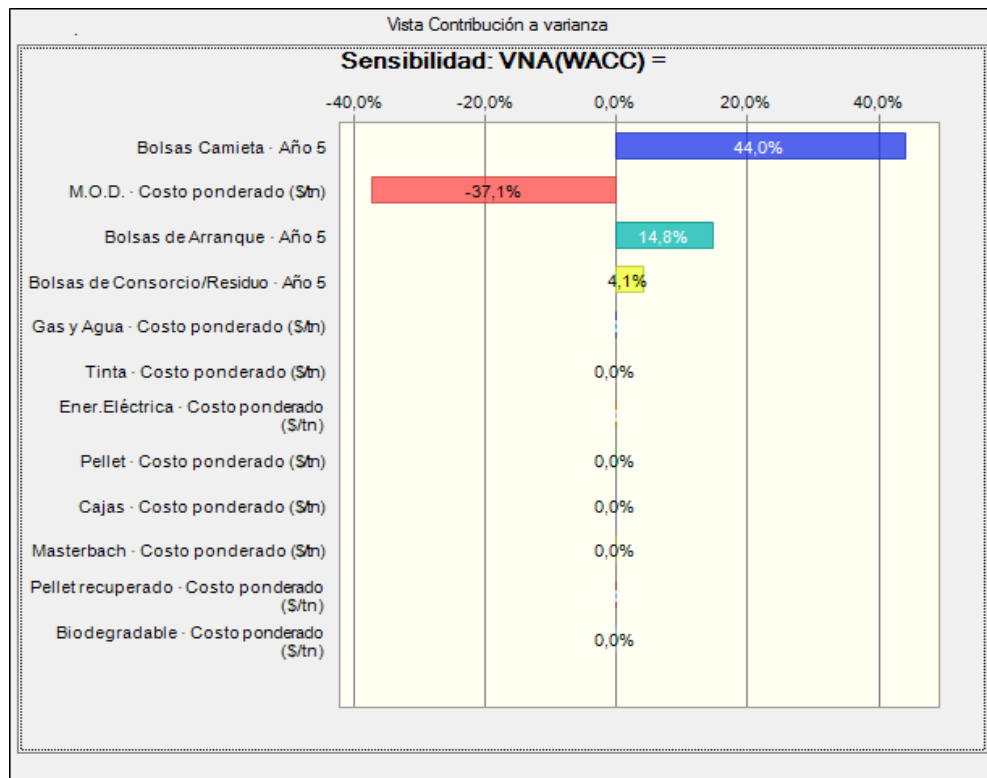 Vista Contribución a varianza
Sensibilidad: VNA(WACC) =
-40,0% -20,0% 0,0% 20,0% 40,0%
Bolsas Camieta - Año 5 44,0%
M.O.D. - Costo ponderado ($/tn) -37,1%
Bolsas de Arranque - Año 5 14,8%
Bolsas de Consorcio/Residuo - Año 5 4,1%
Gas y Agua - Costo ponderado ($/tn)
Tinta - Costo ponderado ($/tn) 0,0%
Ener.Eléctrica - Costo ponderado
($/tn)
Pellet - Costo ponderado ($/tn) 0,0%
Cajas - Costo ponderado ($/tn) 0,0%
Masterbach - Costo ponderado ($/tn) 0,0%
Pellet recuperado - Costo ponderado
($/tn)
Biodegradable - Costo ponderado
($/tn) 0,0%